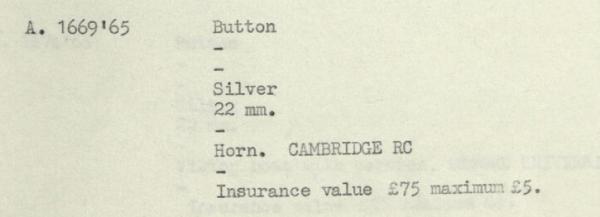 A. 1669'65 Button
-
-
Silver
22 mm.
-
Horn. CAMBRIDGE RC
-
Insurance value £75 maximum £5.